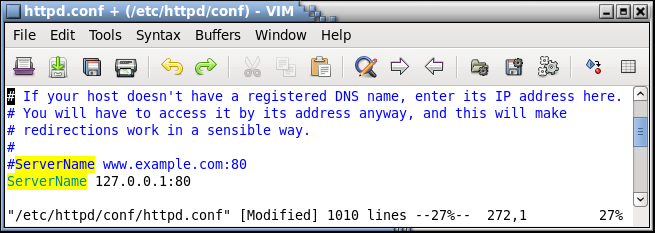 httpd.conf + (/etc/httpd/conf) - VIM
File Edit Tools Syntax Buffers Window Help
# If your host doesn't have a registered DNS name, enter its IP address here.
# You will have to access it by its address anyway, and this will make
# redirections work in a sensible way.
#
#ServerName www.example.com:80
ServerName 127.0.0.1:80
"/etc/httpd/conf/httpd.conf" [Modified] 1010 lines --27%-- 272,1 27%